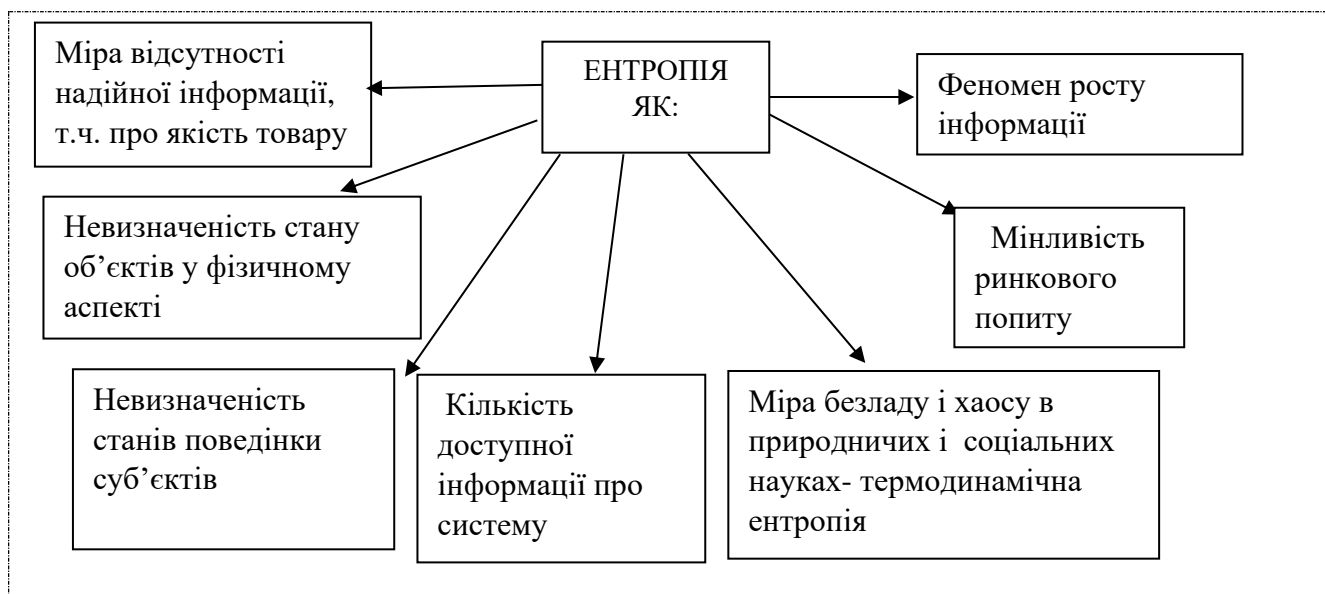 ЕНТРОПІЯ
ЯК:
Міра відсутності
надійної інформації,
т.ч. про якість товару
Феномен росту
інформації
Невизначеність стану
об’єктів у фізичному
аспекті
Мінливість
ринкового
попиту
Невизначеність
станів поведінки
суб’єктів
Кількість
доступної
інформації про
систему
Міра безладу і хаосу в
природничих і  соціальних
науках- термодинамічна
ентропія